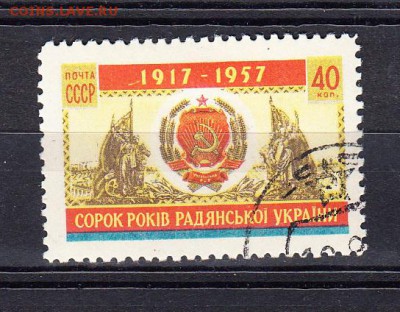 COINS.LAVE.RU
1917 - 1957
ПОЧТА
СССР
40
КОП.
СОРОК РОКІВ РАДЯНСЬКОЇ УКРАЇНИ